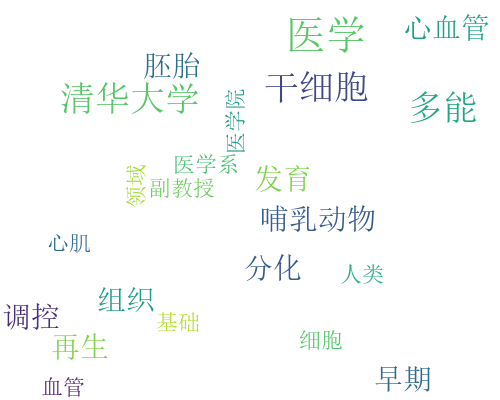 医学
心血管
胚胎
干细胞
清华大学
多能
医学院
医学系
发育
领域
副教授
哺乳动物
心肌
分化
人类
组织
调控
基础
再生
细胞
早期
血管